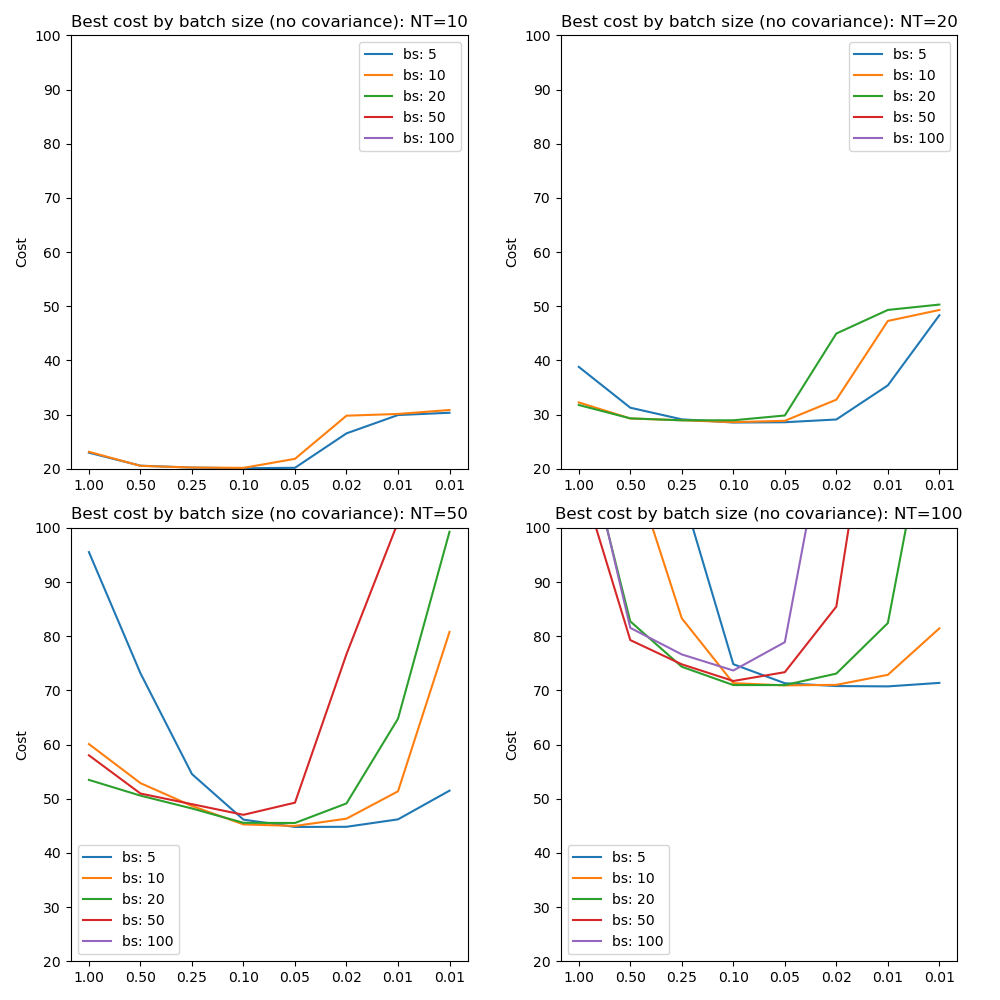 Best cost by batch size (no covariance): NT=10
100
90
80
70
60
50
40
30
20
Cost
bs: 5
bs: 10
bs: 20
bs: 50
bs: 100
1.00 0.50 0.25 0.10 0.05 0.02 0.01 0.01
Best cost by batch size (no covariance): NT=20
100
90
80
70
60
50
40
30
20
Cost
bs: 5
bs: 10
bs: 20
bs: 50
bs: 100
1.00 0.50 0.25 0.10 0.05 0.02 0.01 0.01
Best cost by batch size (no covariance): NT=50
100
90
80
70
60
50
40
30
20
Cost
bs: 5
bs: 10
bs: 20
bs: 50
bs: 100
1.00 0.50 0.25 0.10 0.05 0.02 0.01 0.01
Best cost by batch size (no covariance): NT=100
100
90
80
70
60
50
40
30
20
Cost
bs: 5
bs: 10
bs: 20
bs: 50
bs: 100
1.00 0.50 0.25 0.10 0.05 0.02 0.01 0.01